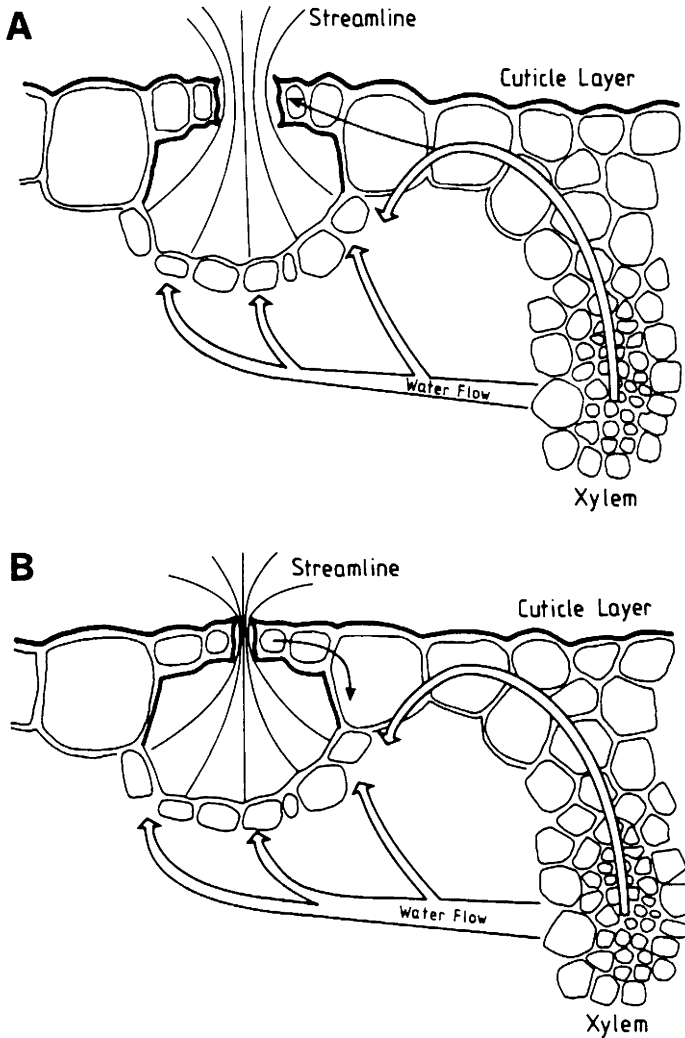 A
Streamline
Cuticle Layer
Water Flow
Xylem
B
Streamline
Cuticle Layer
Water Flow
Xylem